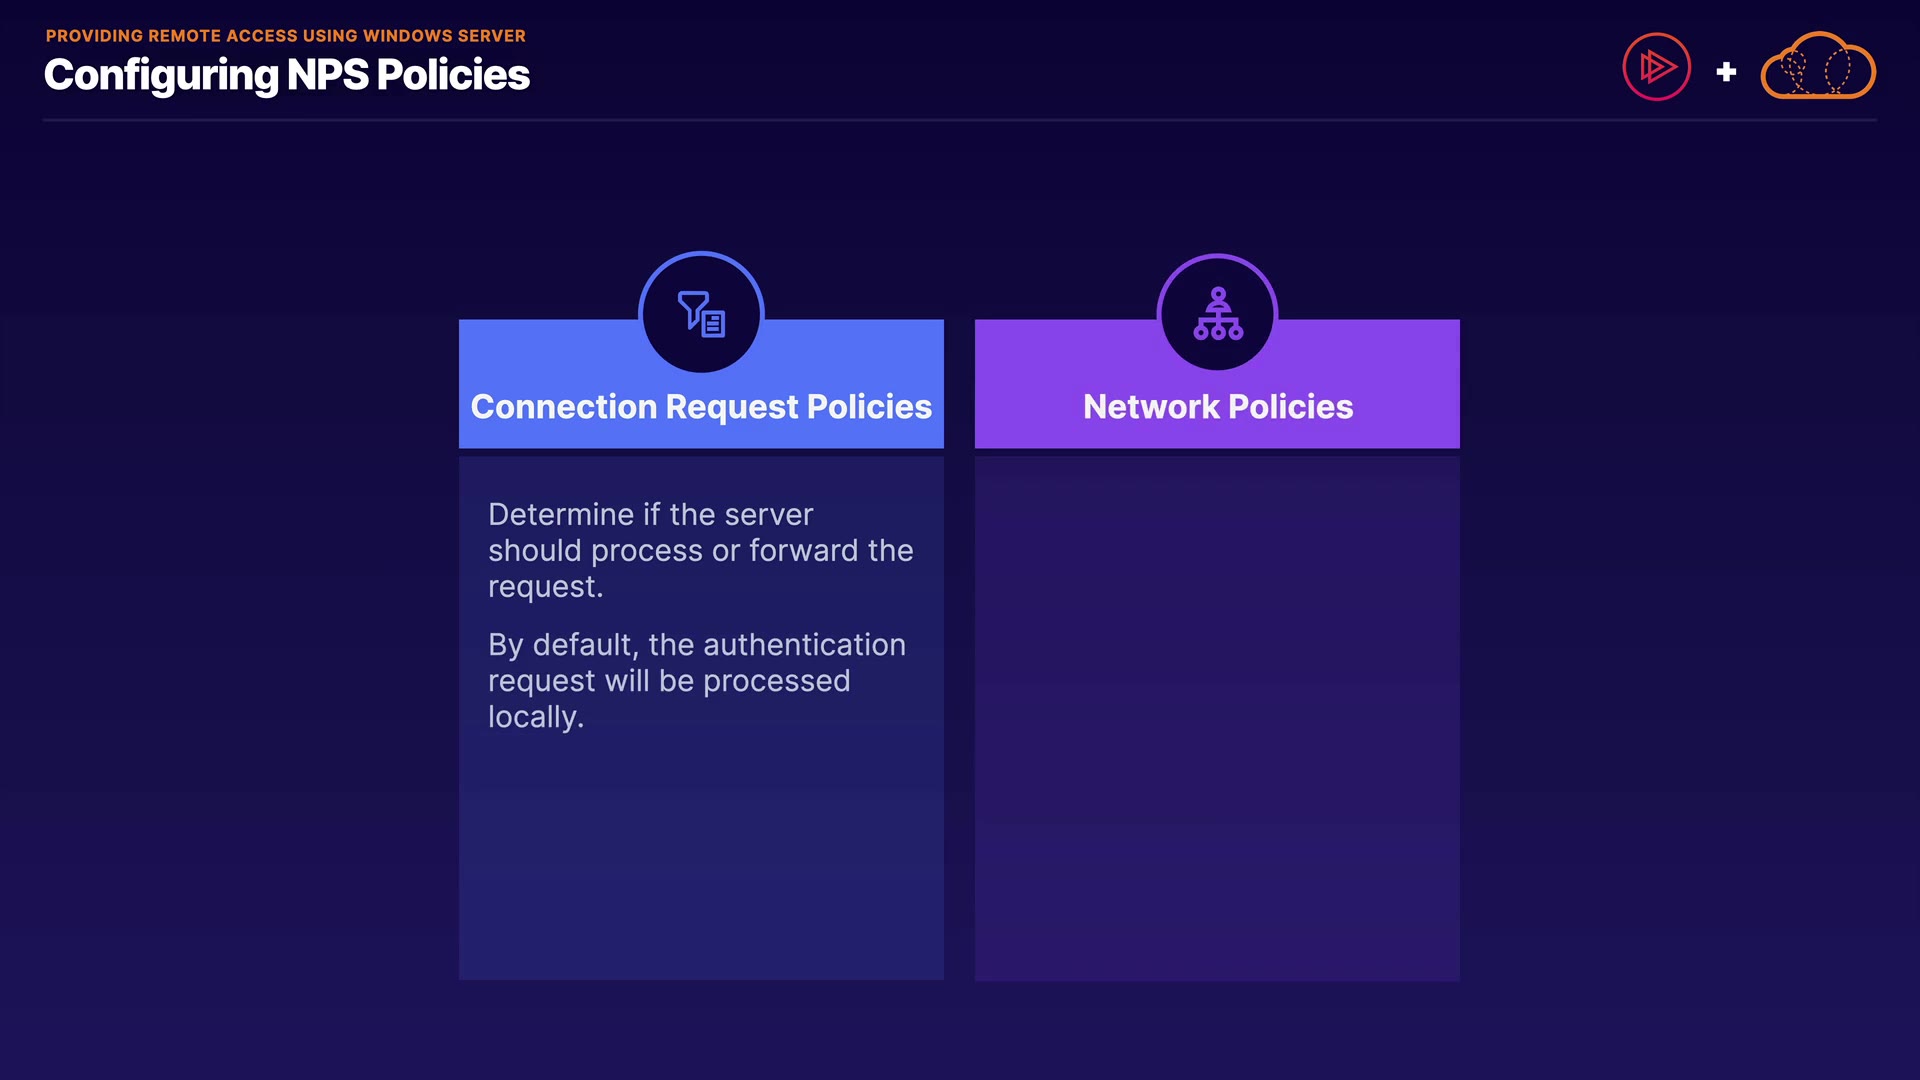 PROVIDING REMOTE ACCESS USING WINDOWS SERVER
Configuring NPS Policies
Connection Request Policies
Network Policies
Determine if the server
should process or forward the
request.
By default, the authentication
request will be processed
locally.